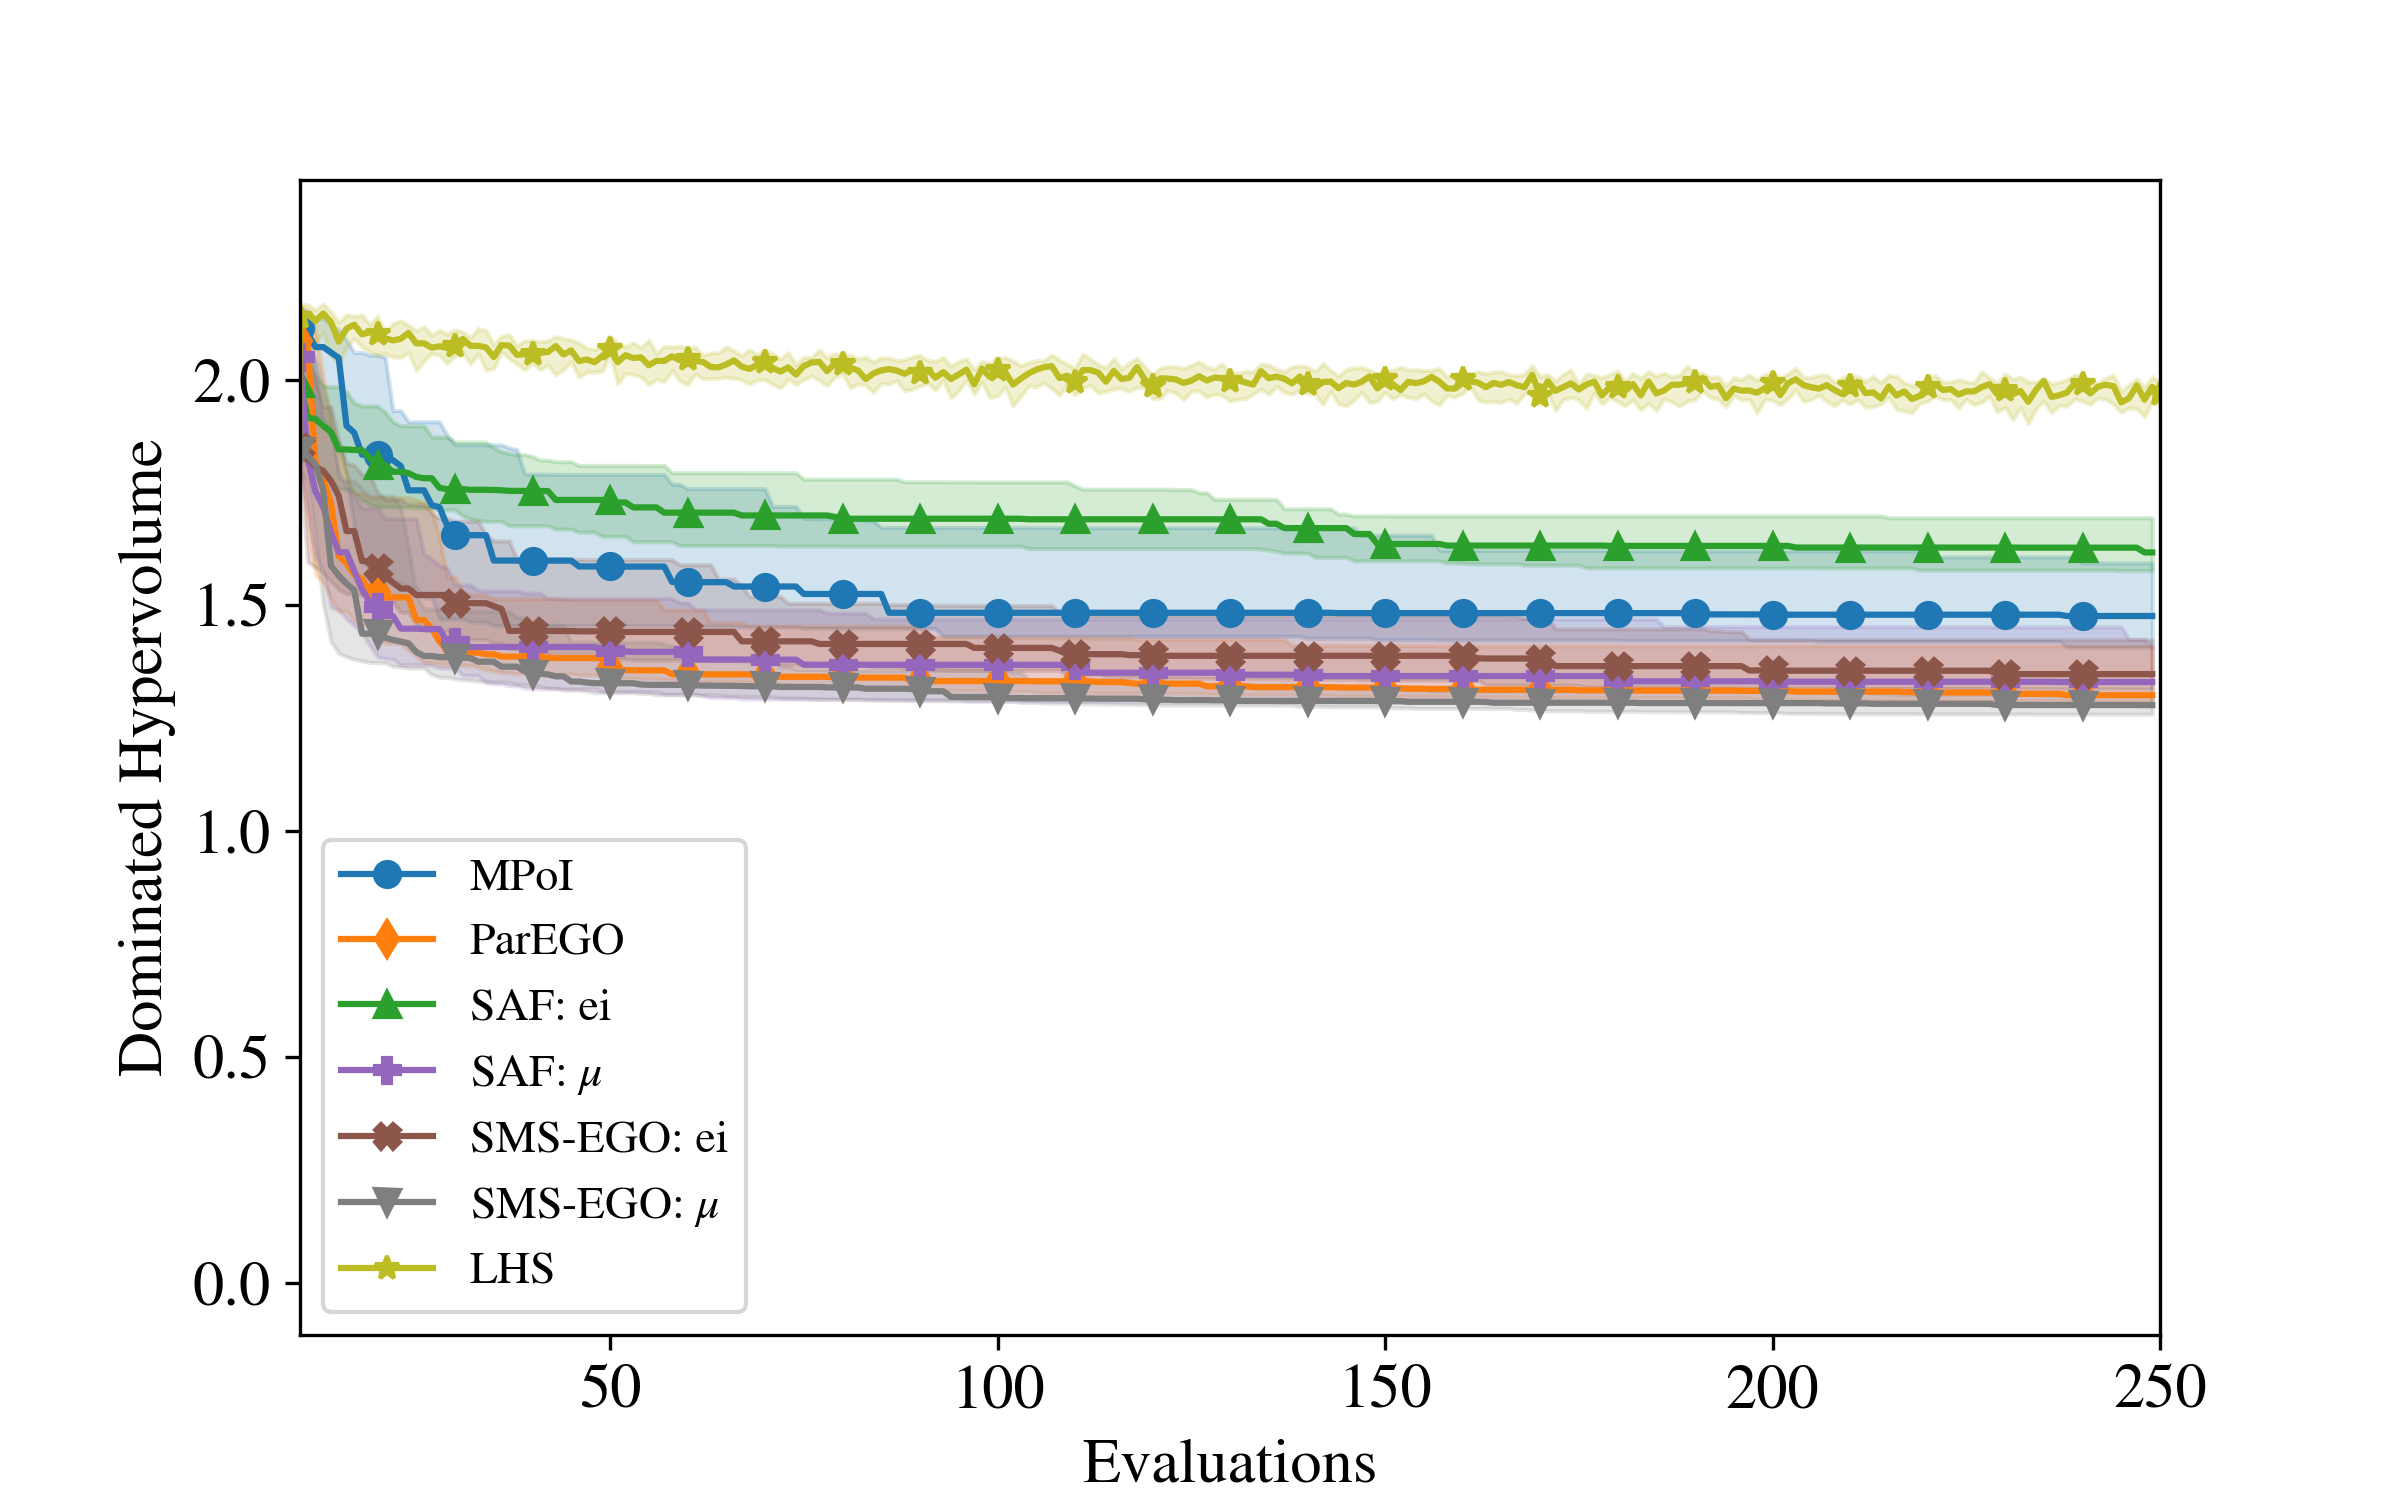 Dominated Hypervolume
2.0
1.5
1.0
0.5
0.0
MPoI
ParEGO
SAF: ei
SAF: μ
SMS-EGO: ei
SMS-EGO: μ
LHS
50 100 150 200 250
Evaluations